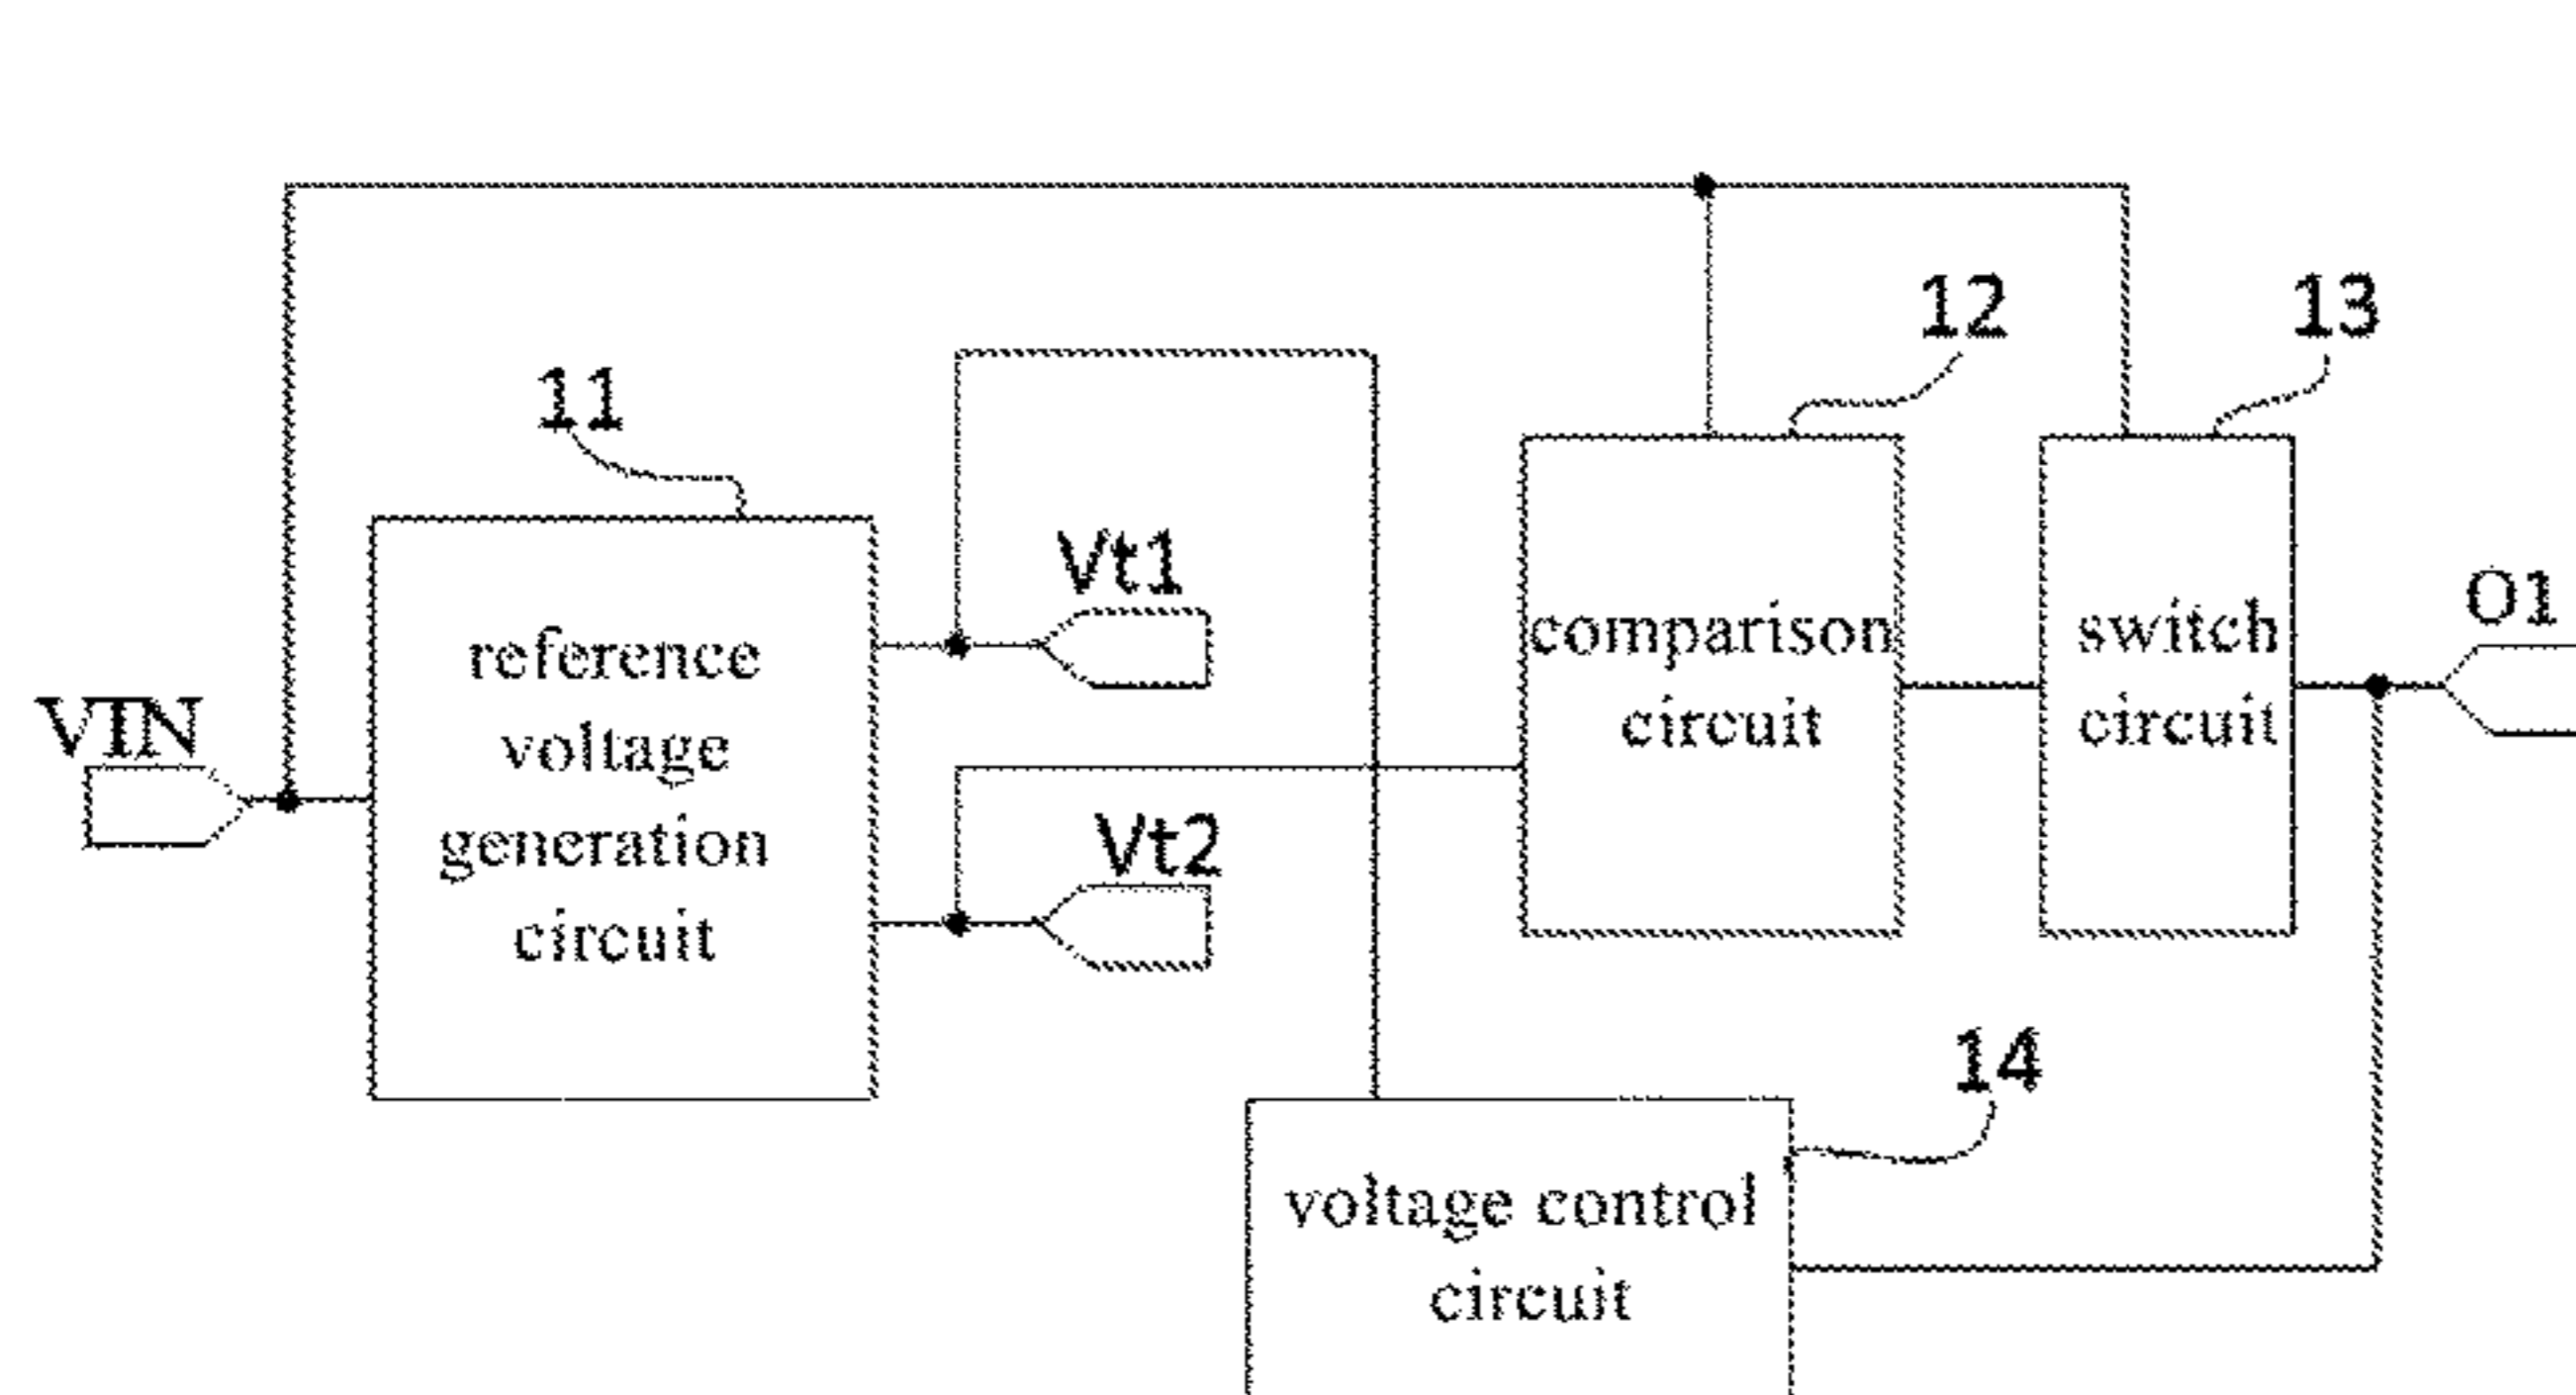 12
13
11
Vt1
O1
comparison
circuit
switch
circuit
reference
voltage
generation
circuit
VIN
Vt2
14
voltage control
circuit